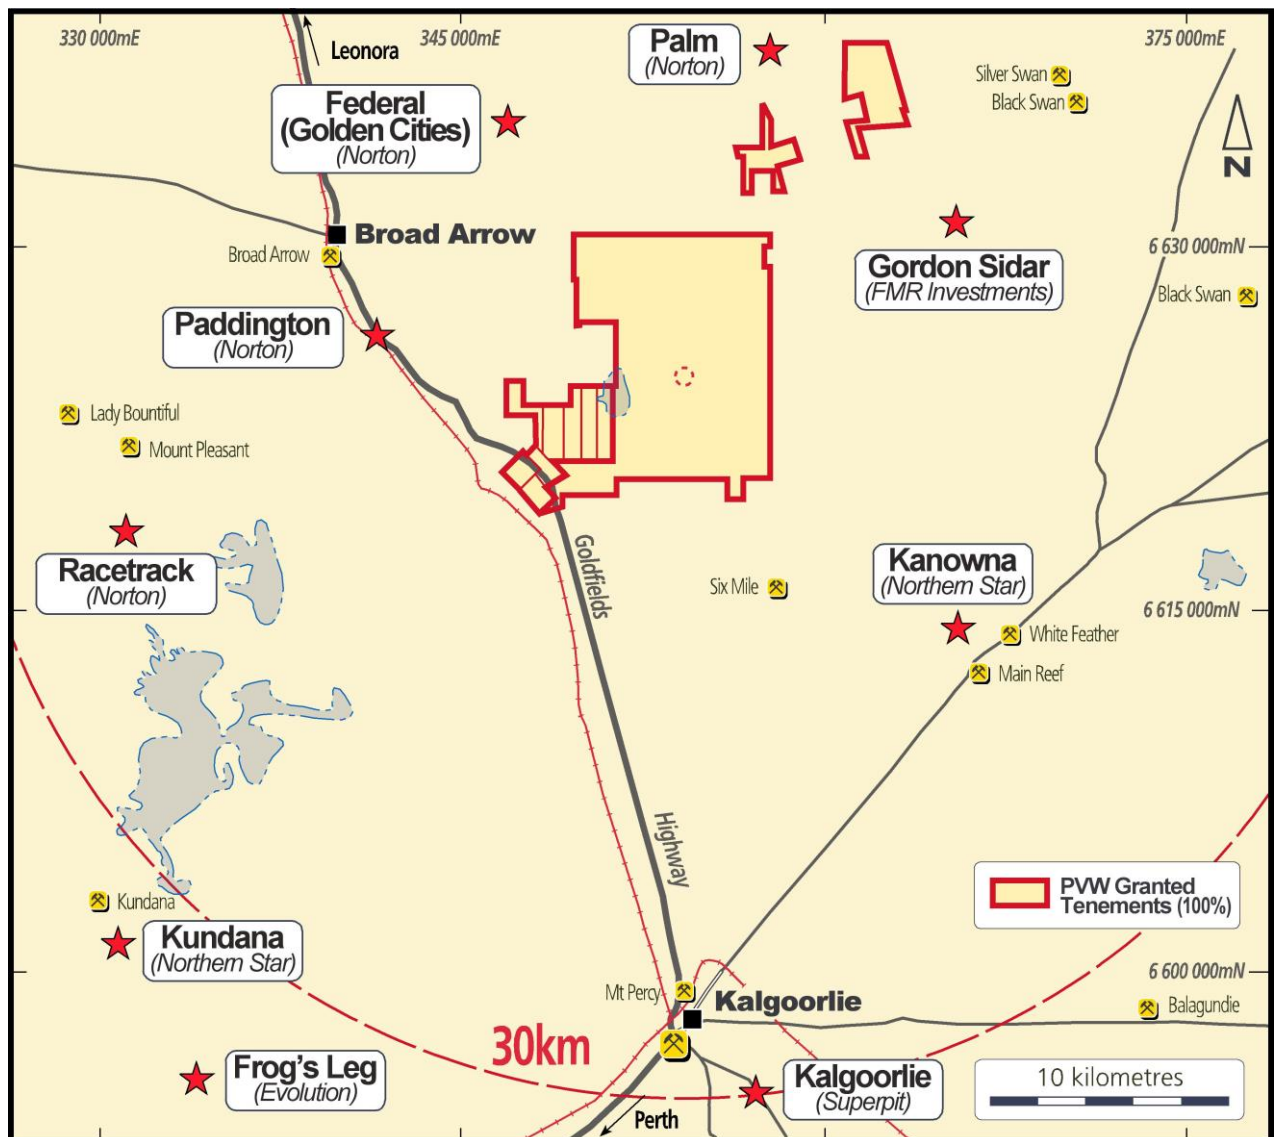 330 000mE
345 000mE
375 000mE
Leonora
Palm
(Norton)
Silver Swan
Black Swan
Federal
(Golden Cities)
(Norton)
N
Broad Arrow
Broad Arrow
6 630 000mN
Gordon Sidar
(FMR Investments)
Black Swan
Paddington
(Norton)
Lady Bountiful
Mount Pleasant
Racetrack
(Norton)
Goldfields
Highway
Six Mile
Kanowna
(Northern Star)
6 615 000mN
White Feather
Main Reef
PVW Granted
Tenements (100%)
Kundana
Kundana
(Northern Star)
6 600 000mN
Mt Percy
Kalgoorlie
Balagundie
30km
Frog's Leg
(Evolution)
Kalgoorlie
(Superpit)
Perth
10 kilometres